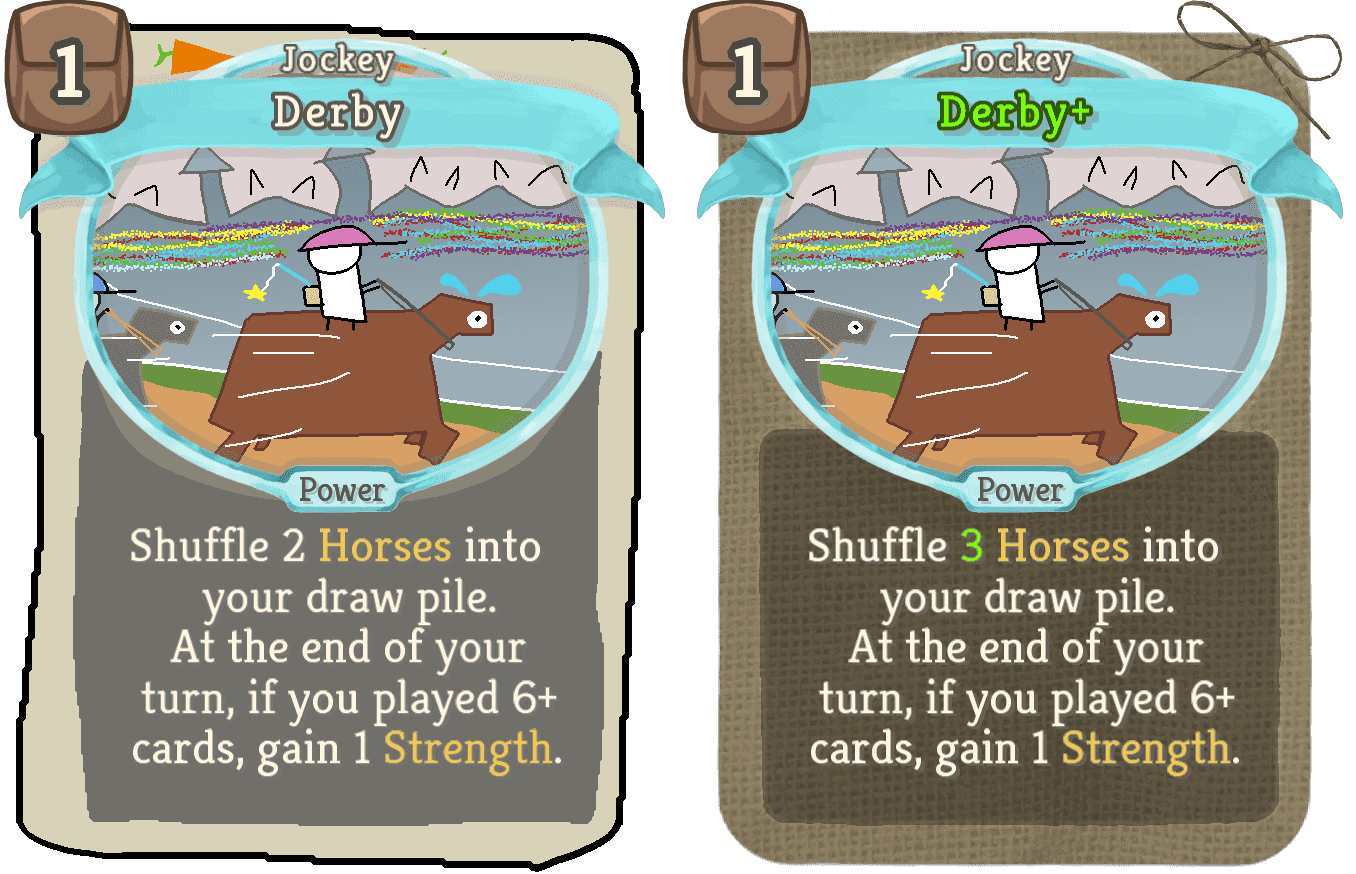 1
Jockey
Derby
Power
Shuffle 2 Horses into
your draw pile.
At the end of your
turn, if you played 6+
cards, gain 1 Strength.
1
Jockey
Derby+
Power
Shuffle 3 Horses into
your draw pile.
At the end of your
turn, if you played 6+
cards, gain 1 Strength.